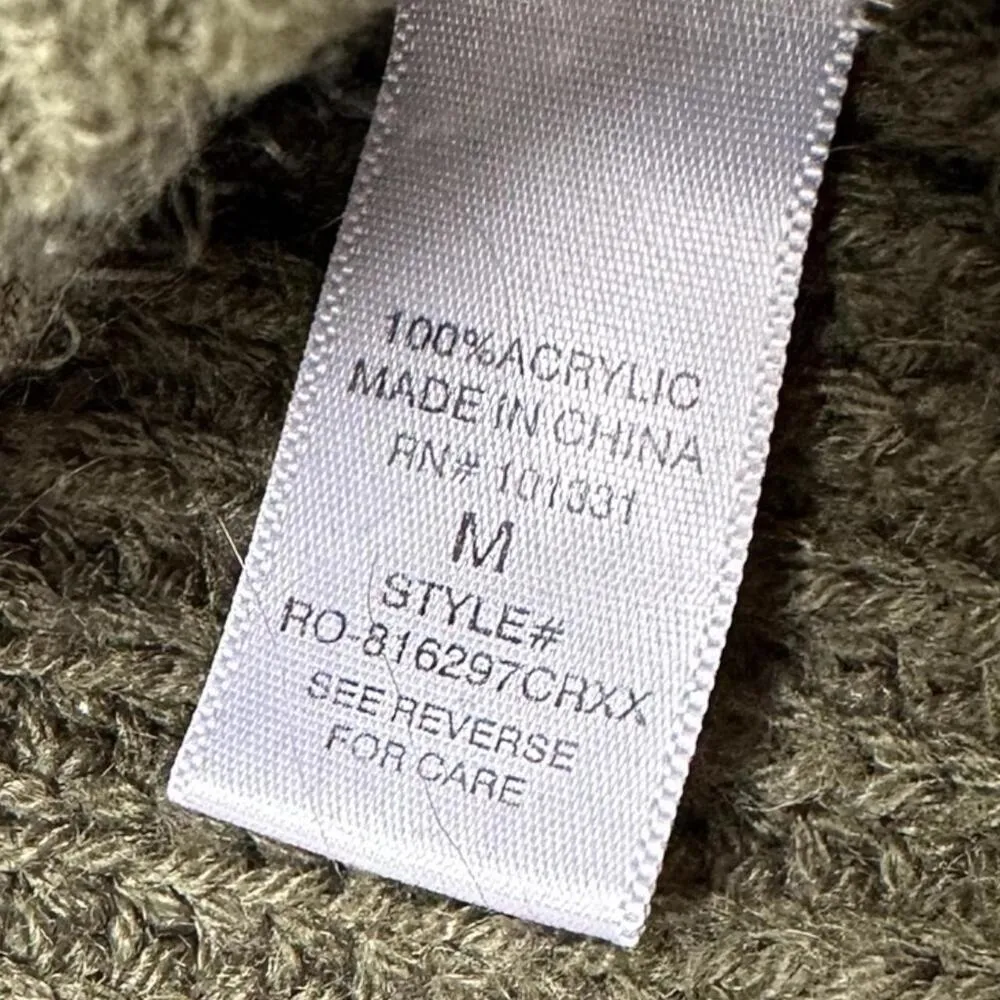 100%ACRYLIC
MADE IN CHINA
RN# 101331
M
STYLE#
RO-816297CRXX
SEE REVERSE
FOR CARE